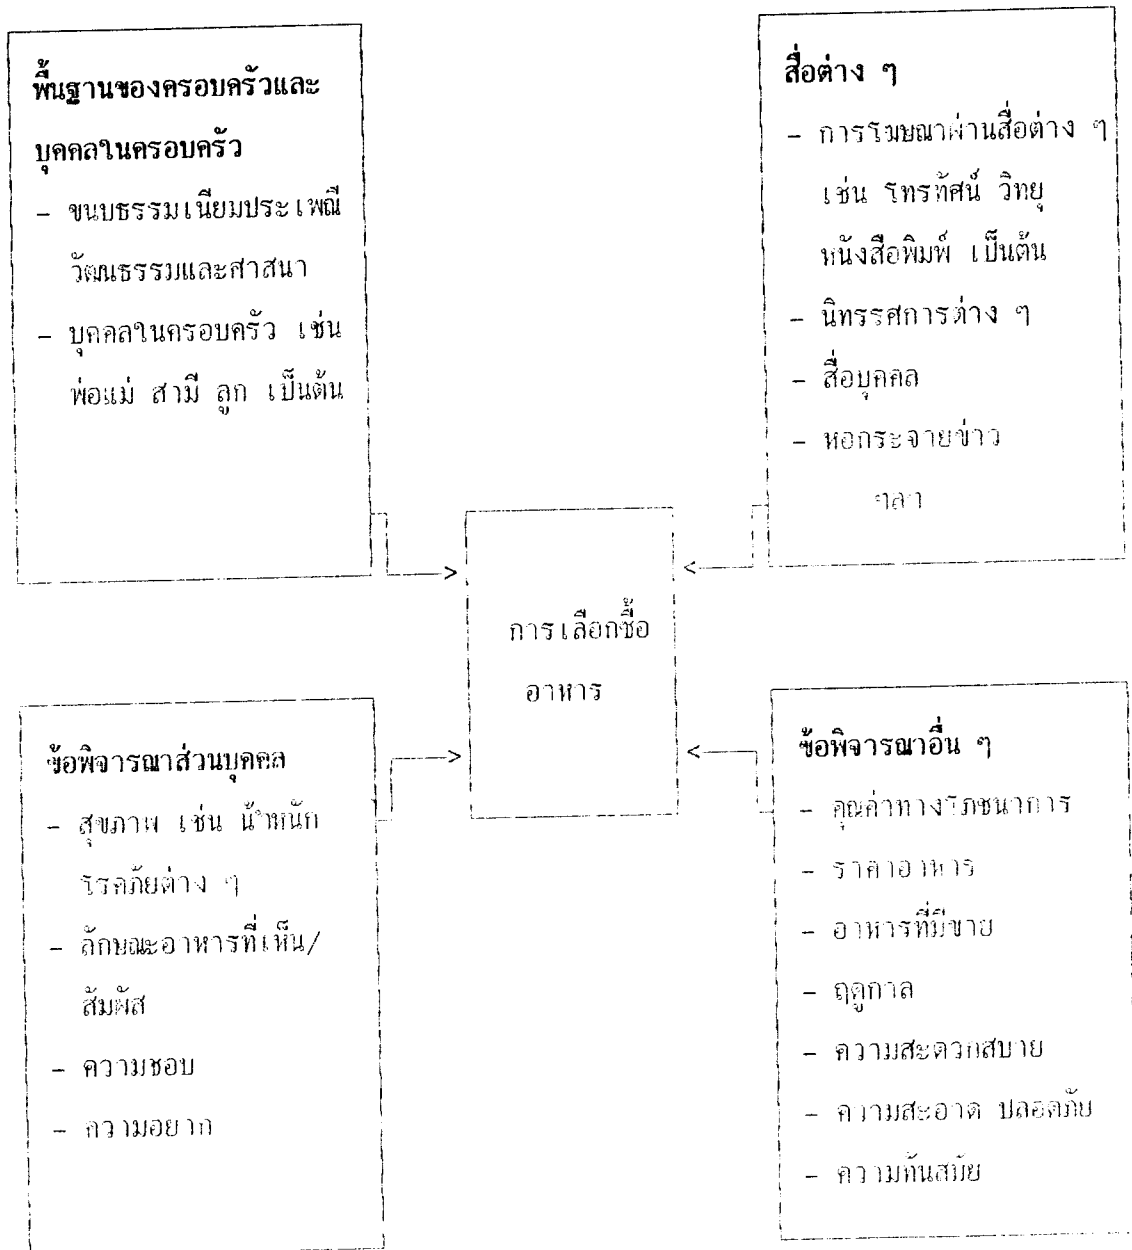 พื้นฐานของครอบครัวและ
บุคคลในครอบครัว
- ขนบธรรมเนียมประเพณี
วัฒนธรรมและศาสนา
- บุคคลในครอบครัว เช่น
พ่อแม่ สามี ลูก เป็นต้น
สื่อต่าง ๆ
- การโฆษณาผ่านสื่อต่าง ๆ
เช่น โทรทัศน์ วิทยุ
หนังสือพิมพ์ เป็นต้น
- นิทรรศการต่าง ๆ
- สื่อบุคคล
- หอกระจายข่าว
ฯลฯ
การเลือกซื้อ
อาหาร
ข้อพิจารณาส่วนบุคคล
- สุขภาพ เช่น น้ำหนัก
โรคภัยต่าง ๆ
- ลักษณะอาหารที่เห็น/
สัมผัส
- ความชอบ
- ความอยาก
ข้อพิจารณาอื่น ๆ
- คุณค่าทางโภชนาการ
- ราคาอาหาร
- อาหารที่มีขาย
- ฤดูกาล
- ความสะดวกสบาย
- ความสะอาด ปลอดภัย
- ความทันสมัย